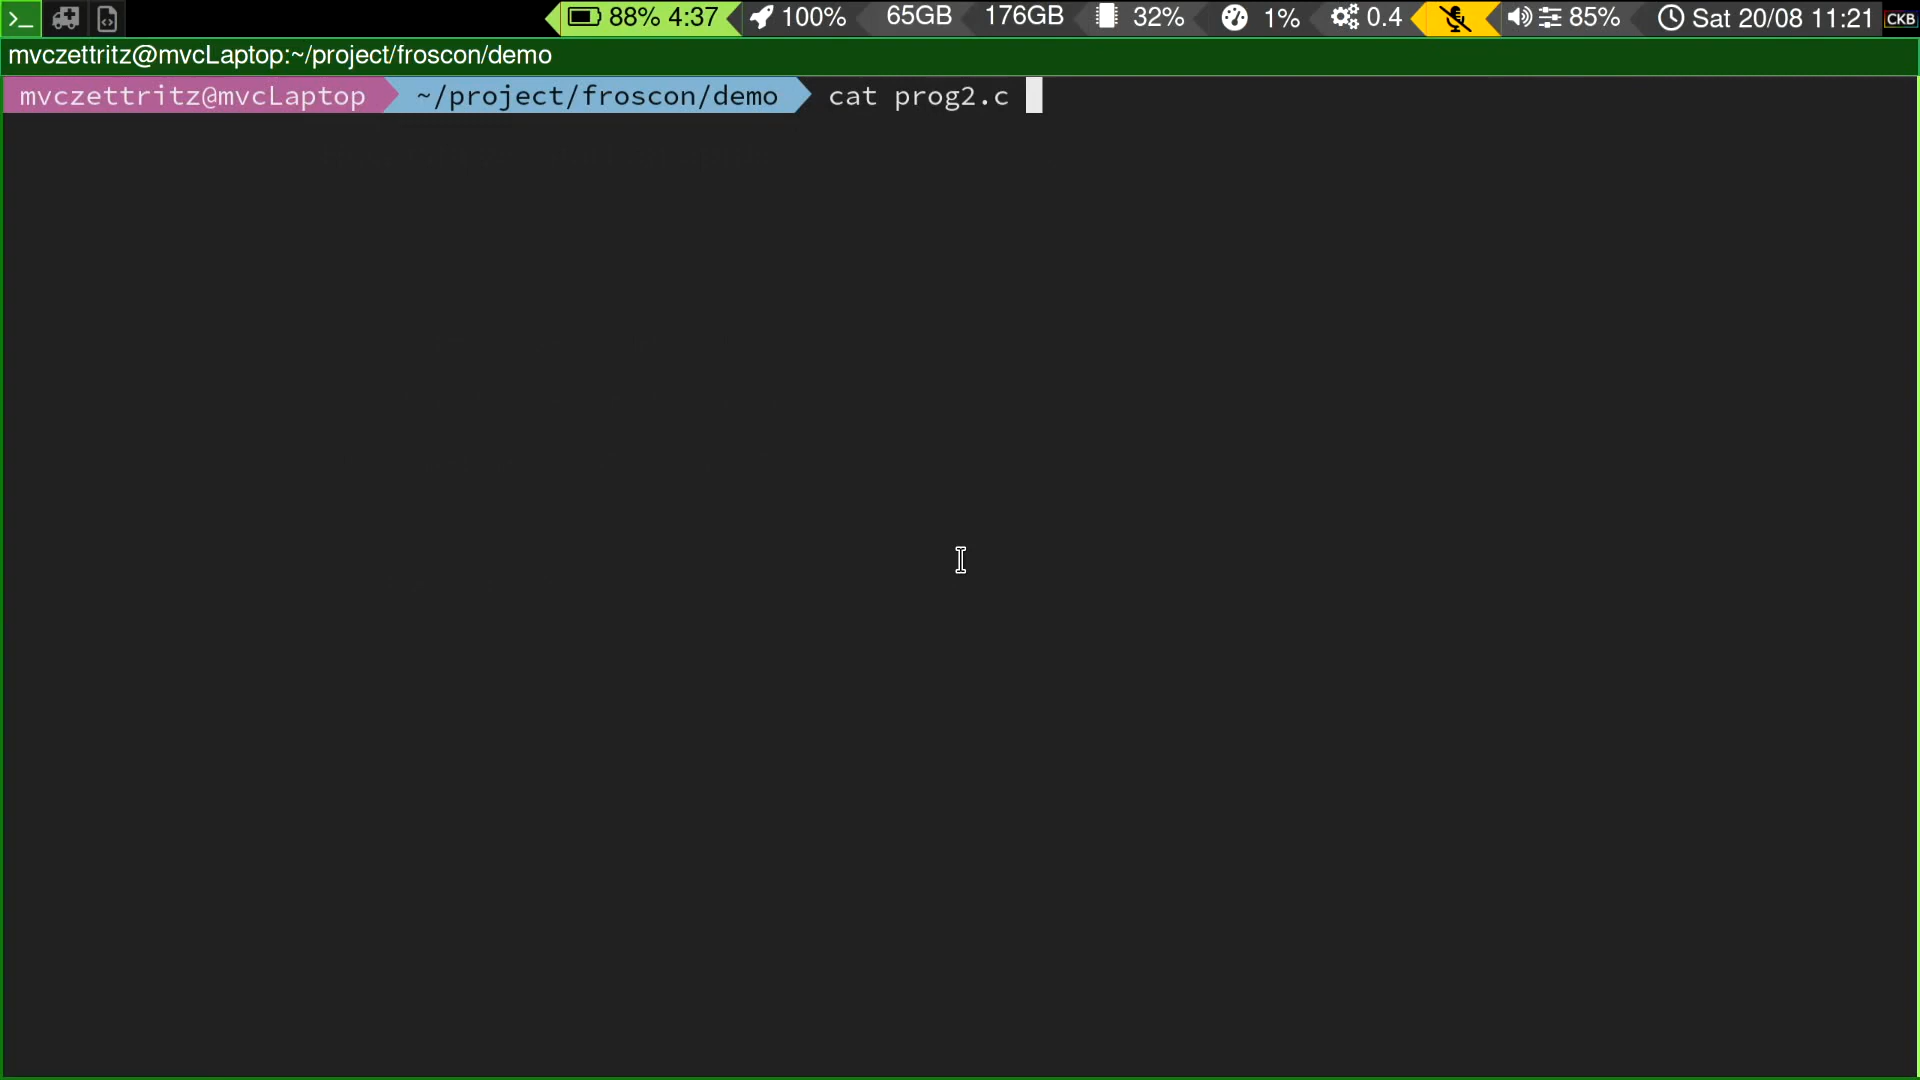 >_ 88% 4:37 100% 65GB 176GB 32% 1% 0.4 85% Sat 20/08 11:21 CKB
mvczettritz@mvcLaptop:~/project/froscon/demo
mvczettritz@mvcLaptop ~/project/froscon/demo cat prog2.c